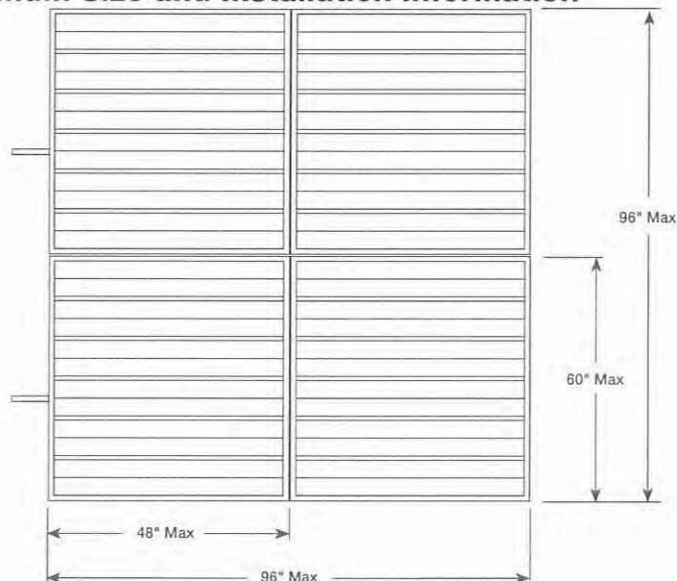 Size and Installation Information
96" Max
60" Max
48" Max
96" Max